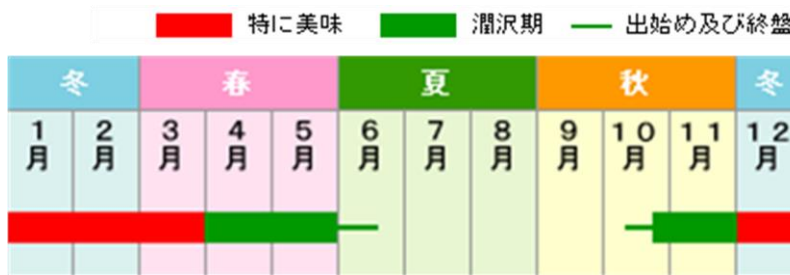 特に美味 潤沢期 出始め及び終盤
冬 春 夏 秋 冬
1月 2月 3月 4月 5月 6月 7月 8月 9月 10月 11月 12月